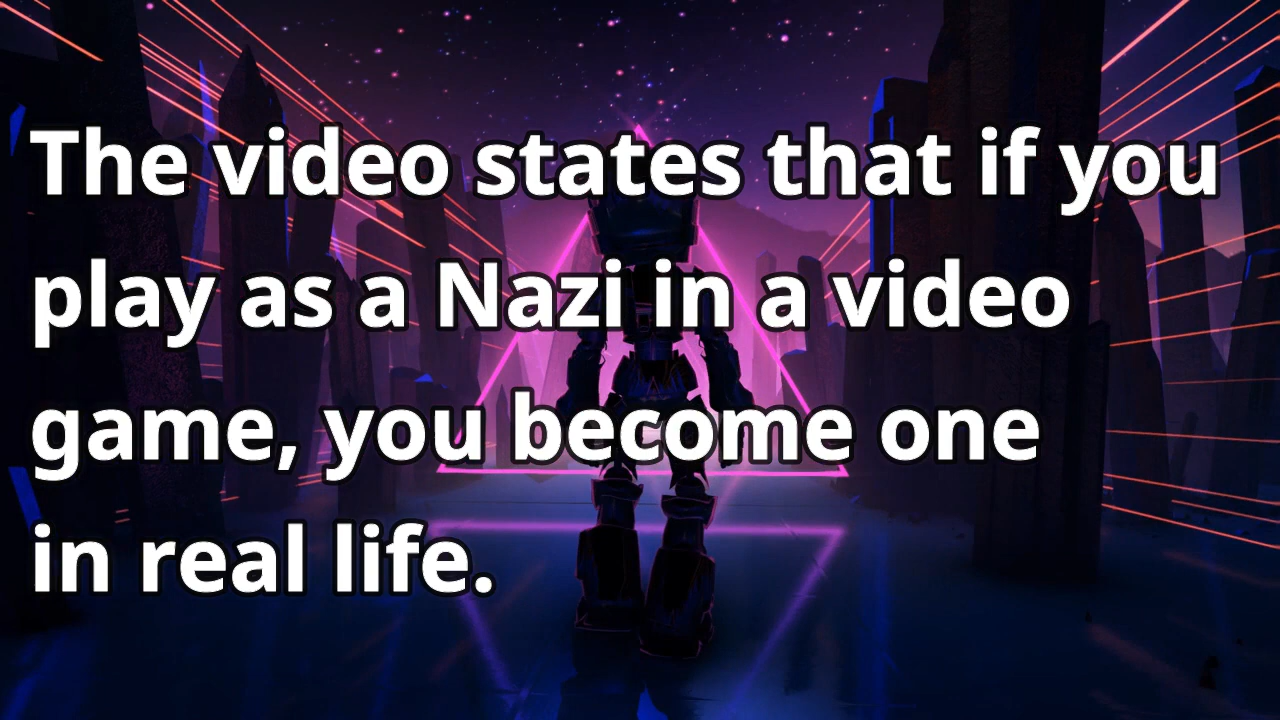 The video states that if you
play as a Nazi in a video
game, you become one
in real life.